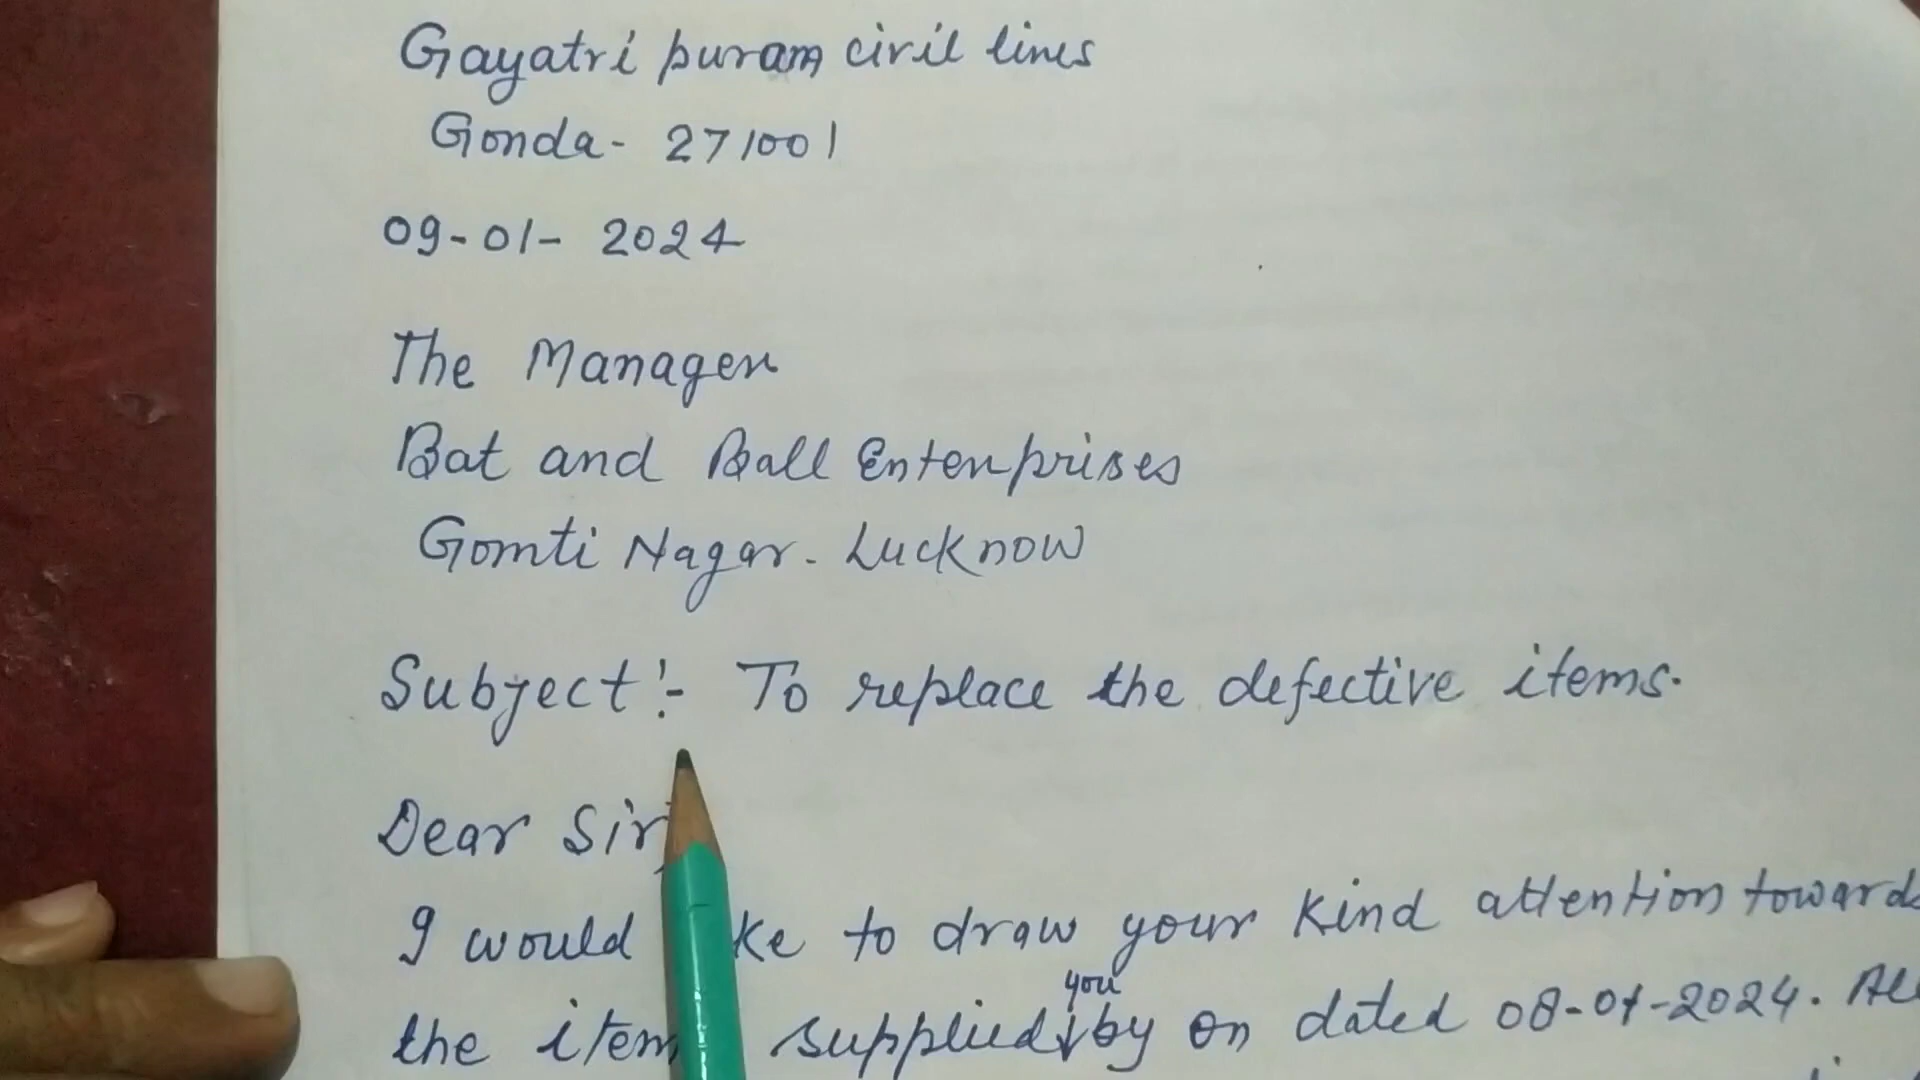 Gayatri puram civil lines
Gonda- 271001
09-01-2024
The Manager
Bat and Ball Enterprises
Gomti Nagar- Lucknow
Subject:- To replace the defective items.
Dear Sir,
I would ke to draw your kind attention towards
you
the item supplied by on dated 08-01-2024. All